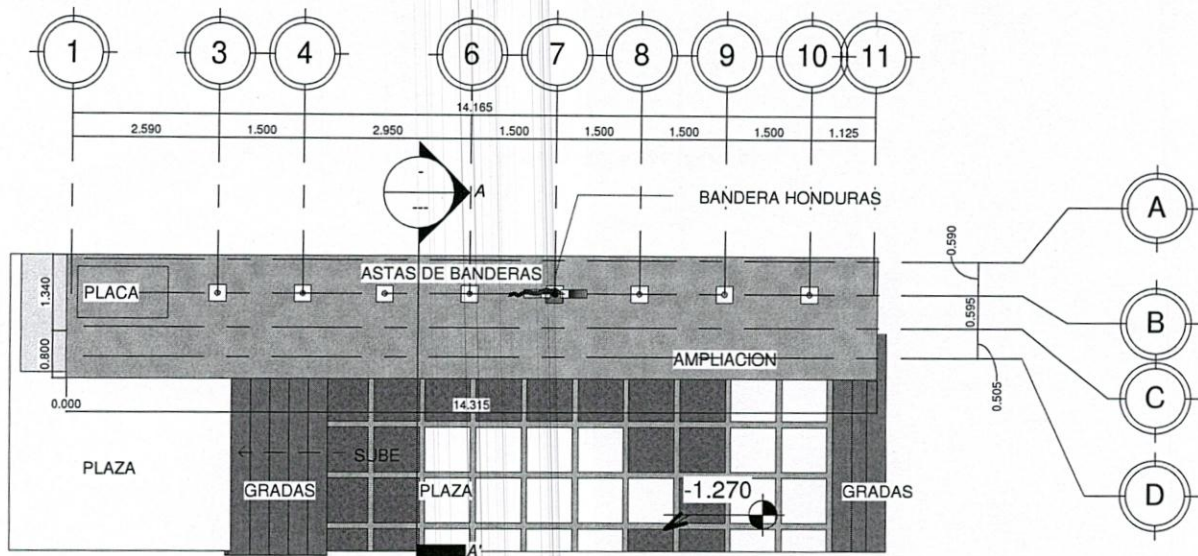 1 3 4 6 7 8 9 10 11
14.165
2.590 1.500 2.950 1.500 1.500 1.500 1.500 1.125
-
---
A
BANDERA HONDURAS
A
0.590
ASTAS DE BANDERAS
PLACA
1.340
B
0.595
0.800
AMPLIACION
C
0.505
0.000
14.315
SUBE
PLAZA
GRADAS
PLAZA
-1.270
GRADAS
D
A'